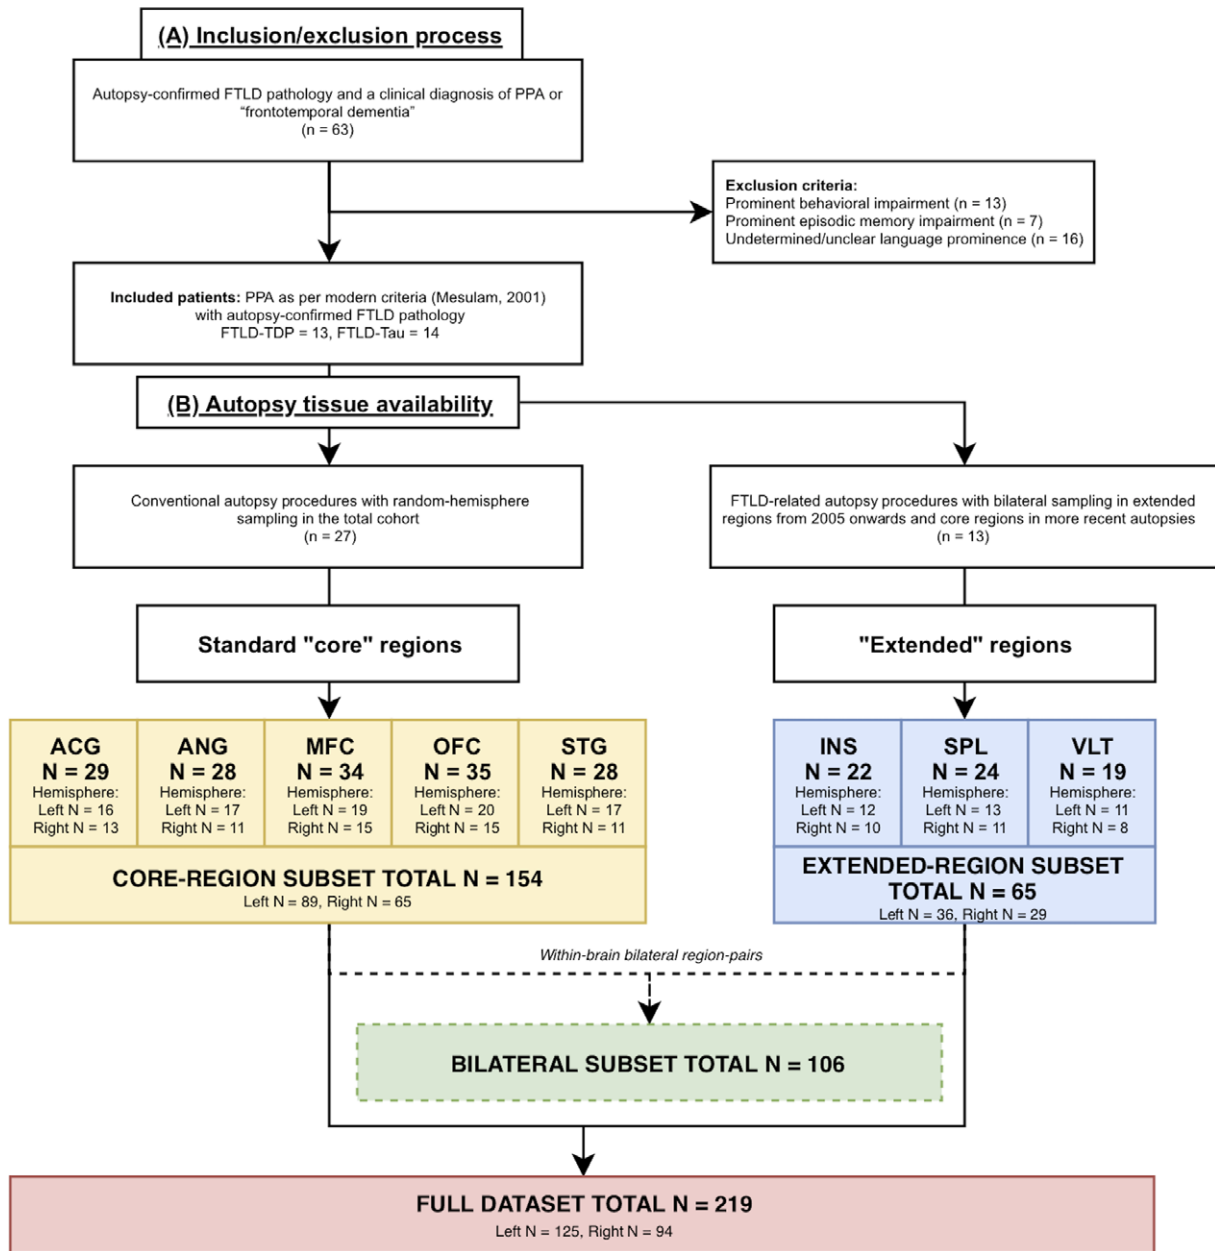 (A) Inclusion/exclusion process
Autopsy-confirmed FTLD pathology and a clinical diagnosis of PPA or
"frontotemporal dementia"
(n = 63)
Exclusion criteria:
Prominent behavioral impairment (n = 13)
Prominent episodic memory impairment (n = 7)
Undetermined/unclear language prominence (n = 16)
Included patients: PPA as per modern criteria (Mesulam, 2001)
with autopsy-confirmed FTLD pathology
FTLD-TDP = 13, FTLD-Tau = 14
(B) Autopsy tissue availability
Conventional autopsy procedures with random-hemisphere
sampling in the total cohort
(n = 27)
FTLD-related autopsy procedures with bilateral sampling in extended
regions from 2005 onwards and core regions in more recent autopsies
(n = 13)
Standard "core" regions
"Extended" regions
ACG
N = 29
Hemisphere:
Left N = 16
Right N = 13
ANG
N = 28
Hemisphere:
Left N = 17
Right N = 11
MFC
N = 34
Hemisphere:
Left N = 19
Right N = 15
OFC
N = 35
Hemisphere:
Left N = 20
Right N = 15
STG
N = 28
Hemisphere:
Left N = 17
Right N = 11
INS
N = 22
Hemisphere:
Left N = 12
Right N = 10
SPL
N = 24
Hemisphere:
Left N = 13
Right N = 11
VLT
N = 19
Hemisphere:
Left N = 11
Right N = 8
CORE-REGION SUBSET TOTAL N = 154
Left N = 89, Right N = 65
EXTENDED-REGION SUBSET
TOTAL N = 65
Left N = 36, Right N = 29
Within-brain bilateral region-pairs
BILATERAL SUBSET TOTAL N = 106
FULL DATASET TOTAL N = 219
Left N = 125, Right N = 94